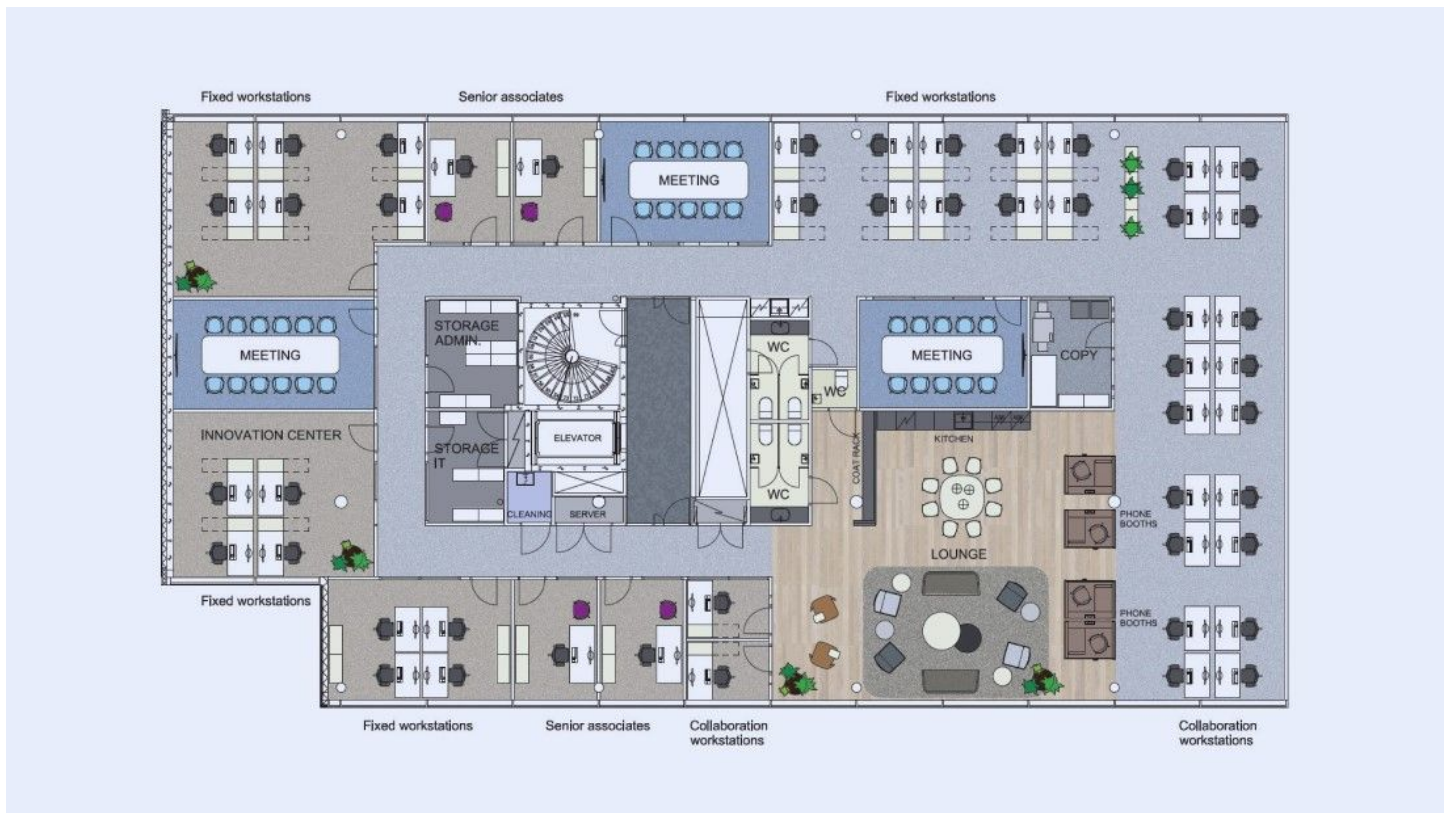 Fixed workstations
Senior associates
Fixed workstations
MEETING
STORAGE
ADMIN.
WC
MEETING
MEETING
COPY
WC
INNOVATION CENTER
STORAGE
IT
ELEVATOR
COAT RACK
KITCHEN
WC
CLEANING
SERVER
PHONE
BOOTHS
LOUNGE
Fixed workstations
PHONE
BOOTHS
Fixed workstations
Senior associates
Collaboration
workstations
Collaboration
workstations